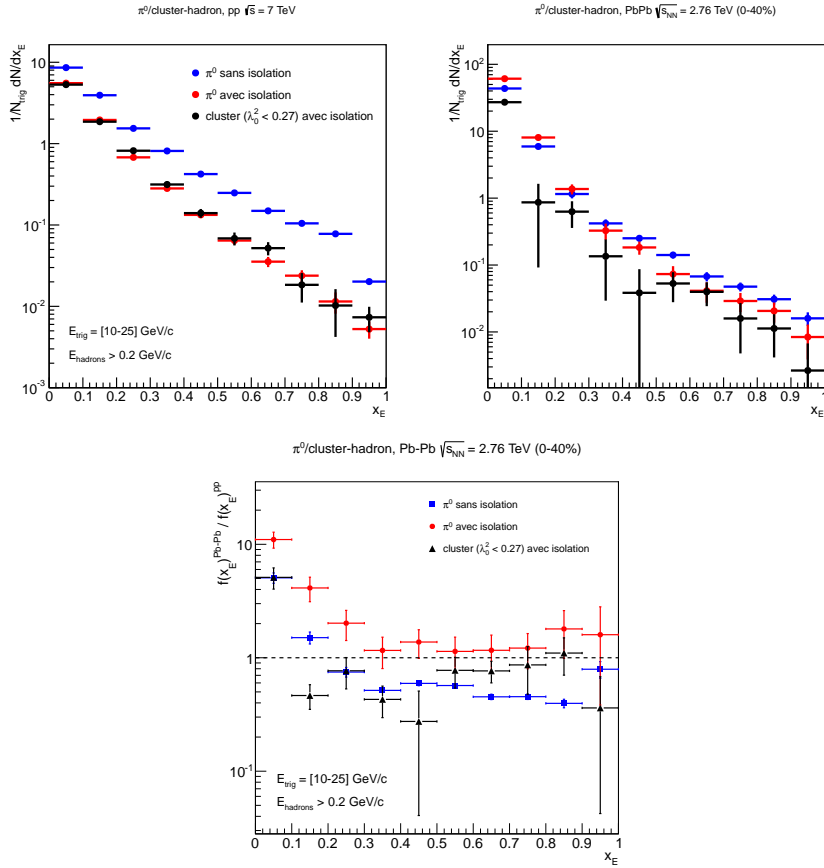 π⁰/cluster-hadron, pp √s = 7 TeV
1/N_trig dN/dx_E
10
1
10⁻¹
10⁻²
10⁻³
π⁰ sans isolation
π⁰ avec isolation
cluster (λ₀² < 0.27) avec isolation
E_trig = [10-25] GeV/c
E_hadrons > 0.2 GeV/c
0 0.1 0.2 0.3 0.4 0.5 0.6 0.7 0.8 0.9 1
x_E
π⁰/cluster-hadron, PbPb √s_NN = 2.76 TeV (0-40%)
1/N_trig dN/dx_E
10²
10
1
10⁻¹
10⁻²
0 0.1 0.2 0.3 0.4 0.5 0.6 0.7 0.8 0.9 1
x_E
π⁰/cluster-hadron, Pb-Pb √s_NN = 2.76 TeV (0-40%)
f(x_E)^Pb-Pb / f(x_E)^pp
10
1
10⁻¹
π⁰ sans isolation
π⁰ avec isolation
cluster (λ₀² < 0.27) avec isolation
E_trig = [10-25] GeV/c
E_hadrons > 0.2 GeV/c
0 0.1 0.2 0.3 0.4 0.5 0.6 0.7 0.8 0.9 1
x_E